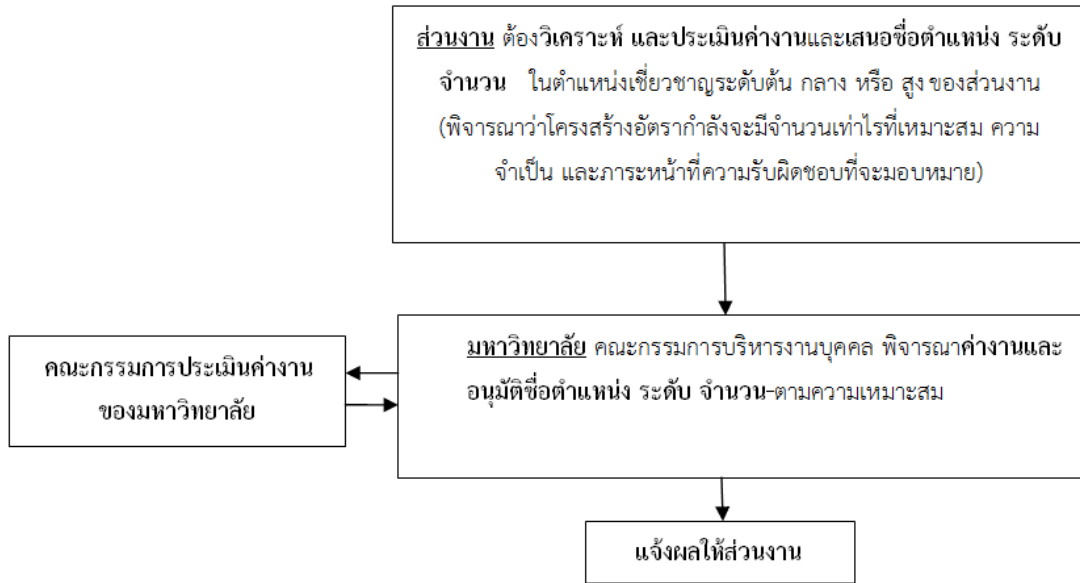 ส่วนงาน ต้องวิเคราะห์ และประเมินค่างานและเสนอชื่อตำแหน่ง ระดับ
จำนวน ในตำแหน่งเชี่ยวชาญระดับต้น กลาง หรือ สูง ของส่วนงาน
(พิจารณาว่าโครงสร้างอัตรากำลังจะมีจำนวนเท่าไรที่เหมาะสม ความ
จำเป็น และภาระหน้าที่ความรับผิดชอบที่จะมอบหมาย)
คณะกรรมการประเมินค่างาน
ของมหาวิทยาลัย
มหาวิทยาลัย คณะกรรมการบริหารงานบุคคล พิจารณาค่างานและ
อนุมัติชื่อตำแหน่ง ระดับ จำนวน-ตามความเหมาะสม
แจ้งผลให้ส่วนงาน